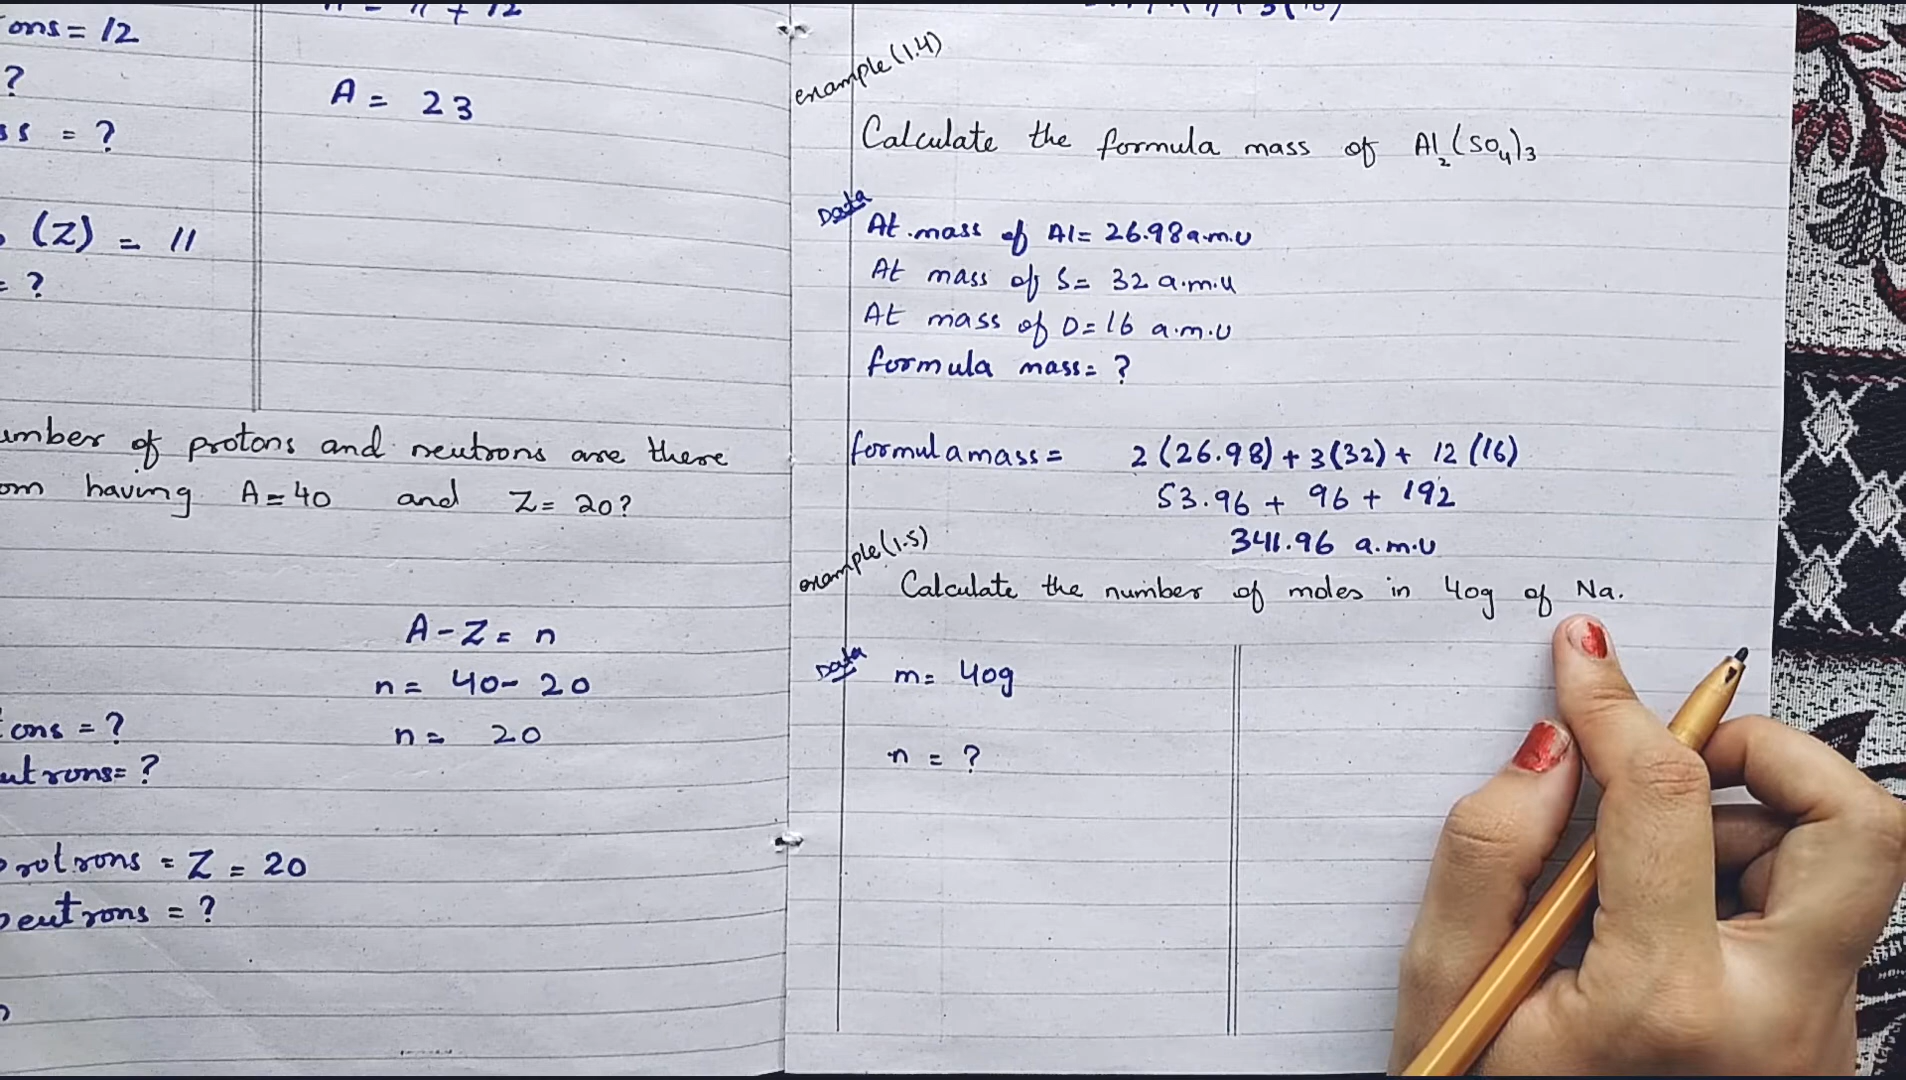 ons = 12
?
ss = ?
A = 23
(Z) = 11
= ?
umber of protons and neutrons are there
om having A=40 and Z= 20?
A - Z = n
n = 40 - 20
n = 20
ons = ?
utrons= ?
rotrons = Z = 20
eutrons = ?
example (1.4)
Calculate the formula mass of Al₂(SO₄)₃
Data
At.mass of Al= 26.98a.m.u
At mass of S= 32 a.m.u
At mass of O=16 a.m.u
formula mass= ?
formula mass = 2(26.98)+3(32)+ 12(16)
53.96 + 96 + 192
341.96 a.m.u
example (1.5)
Calculate the number of moles in 40g of Na.
Data
m= 40g
n = ?